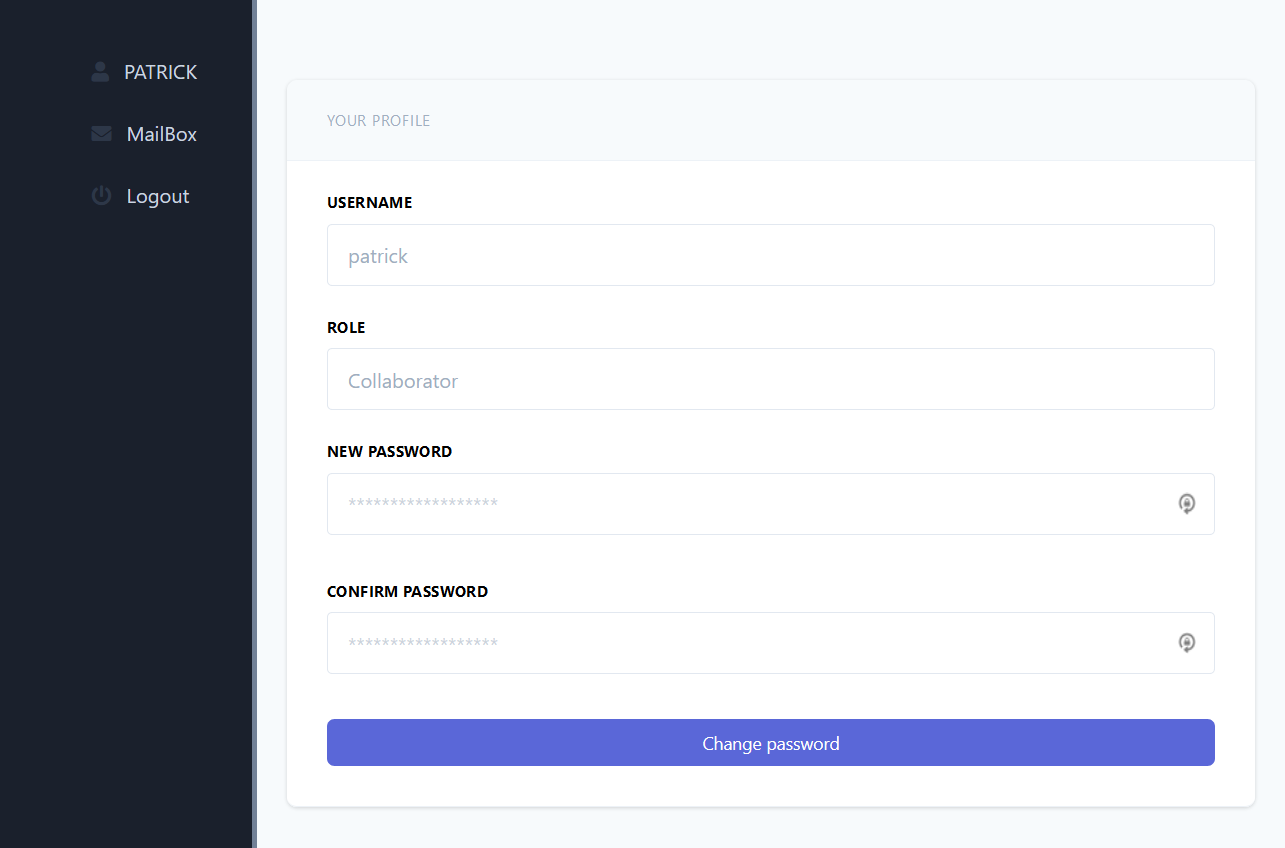 PATRICK
MailBox
Logout
YOUR PROFILE
USERNAME
patrick
ROLE
Collaborator
NEW PASSWORD
******************
CONFIRM PASSWORD
******************
Change password